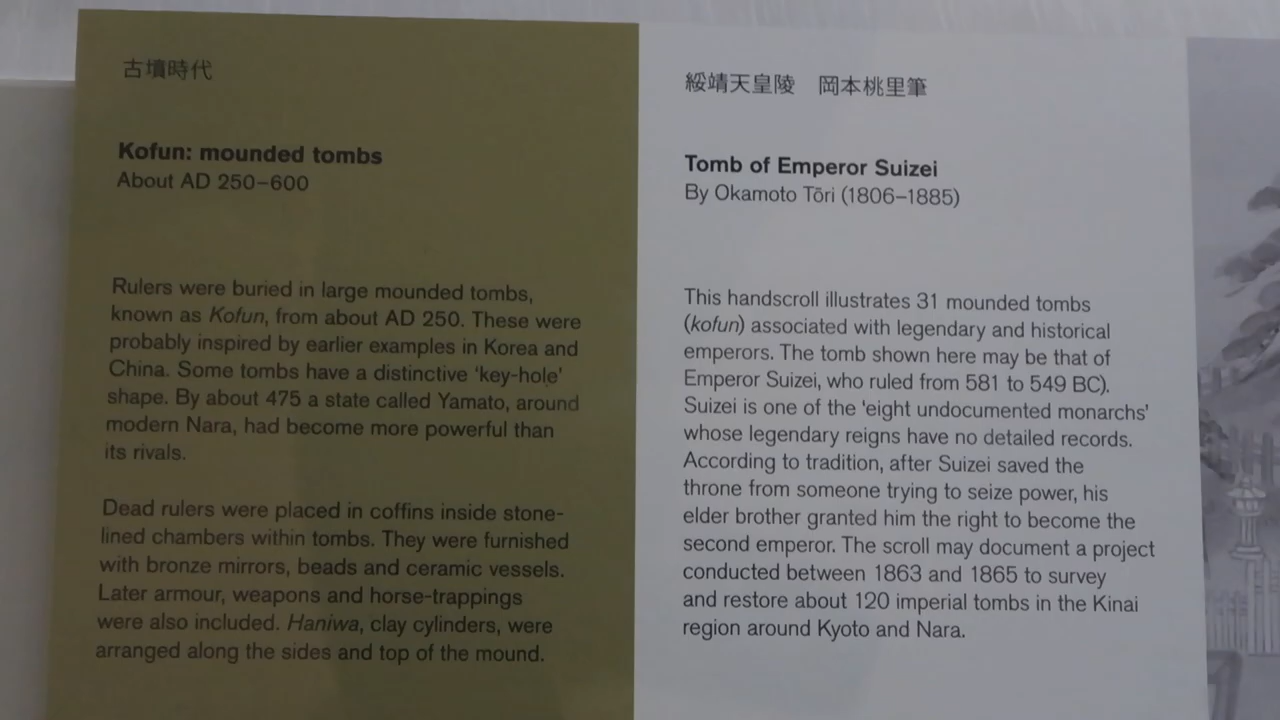 古墳時代
Kofun: mounded tombs
About AD 250–600
Rulers were buried in large mounded tombs,
known as Kofun, from about AD 250. These were
probably inspired by earlier examples in Korea and
China. Some tombs have a distinctive ‘key-hole’
shape. By about 475 a state called Yamato, around
modern Nara, had become more powerful than
its rivals.
Dead rulers were placed in coffins inside stone-
lined chambers within tombs. They were furnished
with bronze mirrors, beads and ceramic vessels.
Later armour, weapons and horse-trappings
were also included. Haniwa, clay cylinders, were
arranged along the sides and top of the mound.
綏靖天皇陵　岡本桃里筆
Tomb of Emperor Suizei
By Okamoto Tōri (1806–1885)
This handscroll illustrates 31 mounded tombs
(kofun) associated with legendary and historical
emperors. The tomb shown here may be that of
Emperor Suizei, who ruled from 581 to 549 BC).
Suizei is one of the ‘eight undocumented monarchs’
whose legendary reigns have no detailed records.
According to tradition, after Suizei saved the
throne from someone trying to seize power, his
elder brother granted him the right to become the
second emperor. The scroll may document a project
conducted between 1863 and 1865 to survey
and restore about 120 imperial tombs in the Kinai
region around Kyoto and Nara.